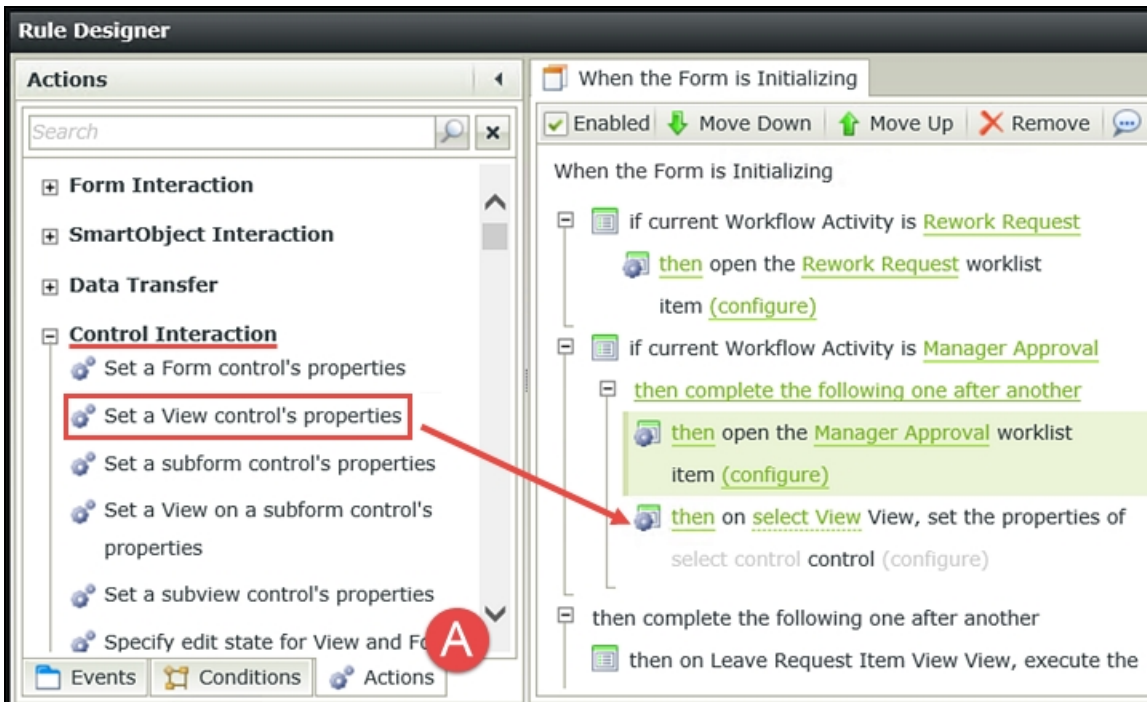 Rule Designer
Actions
Search
Form Interaction
SmartObject Interaction
Data Transfer
Control Interaction
Set a Form control's properties
Set a View control's properties
Set a subform control's properties
Set a View on a subform control's
properties
Set a subview control's properties
Specify edit state for View and Fo
A
Events Conditions Actions
When the Form is Initializing
Enabled Move Down Move Up Remove
When the Form is Initializing
if current Workflow Activity is Rework Request
then open the Rework Request worklist
item (configure)
if current Workflow Activity is Manager Approval
then complete the following one after another
then open the Manager Approval worklist
item (configure)
then on select View View, set the properties of
select control control (configure)
then complete the following one after another
then on Leave Request Item View View, execute the